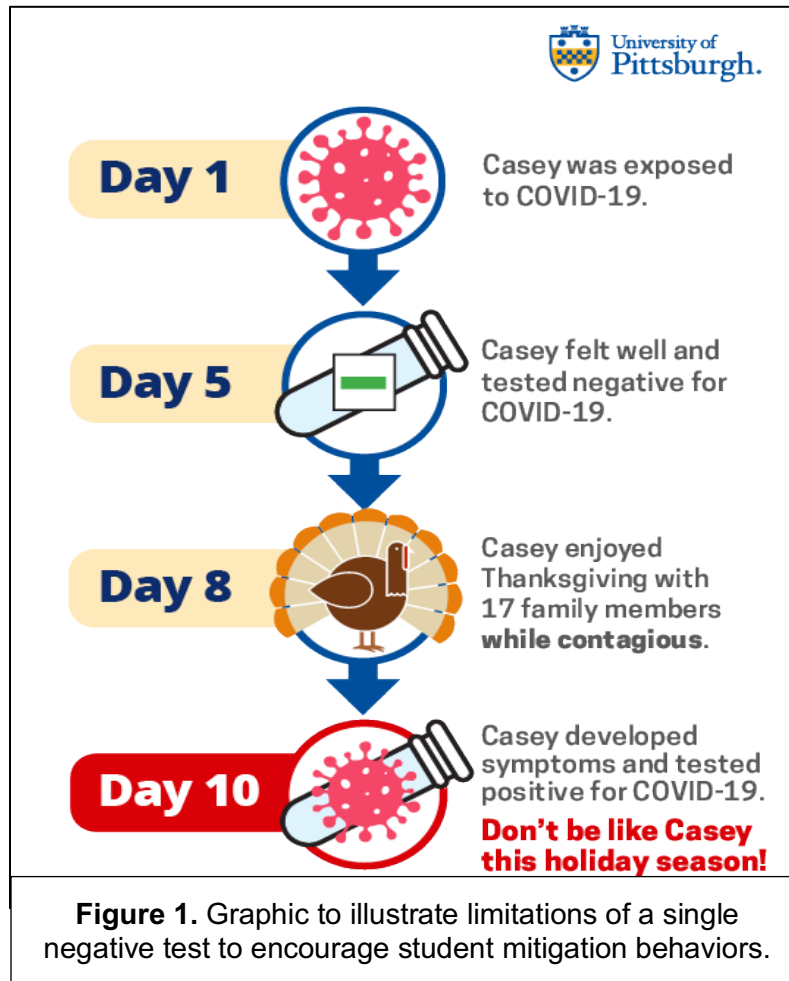 University of
Pittsburgh.
Day 1
Casey was exposed
to COVID-19.
Day 5
Casey felt well and
tested negative for
COVID-19.
Day 8
Casey enjoyed
Thanksgiving with
17 family members
while contagious.
Day 10
Casey developed
symptoms and tested
positive for COVID-19.
Don't be like Casey
this holiday season!
Figure 1. Graphic to illustrate limitations of a single
negative test to encourage student mitigation behaviors.